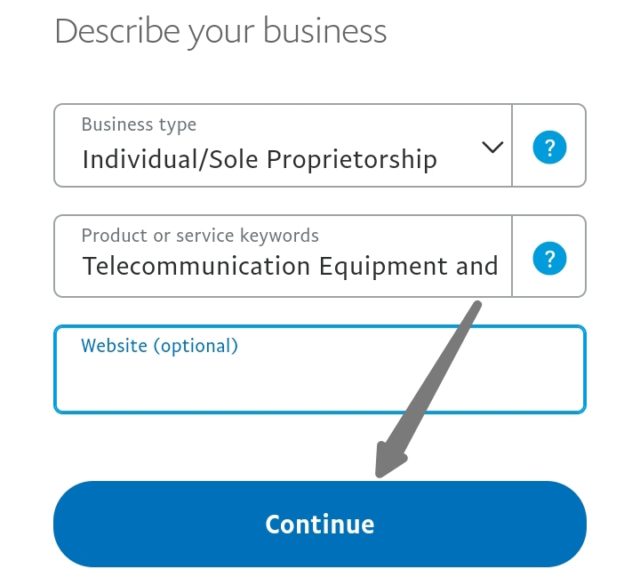 Describe your business
Business type
Individual/Sole Proprietorship
?
Product or service keywords
Telecommunication Equipment and
?
Website (optional)
Continue